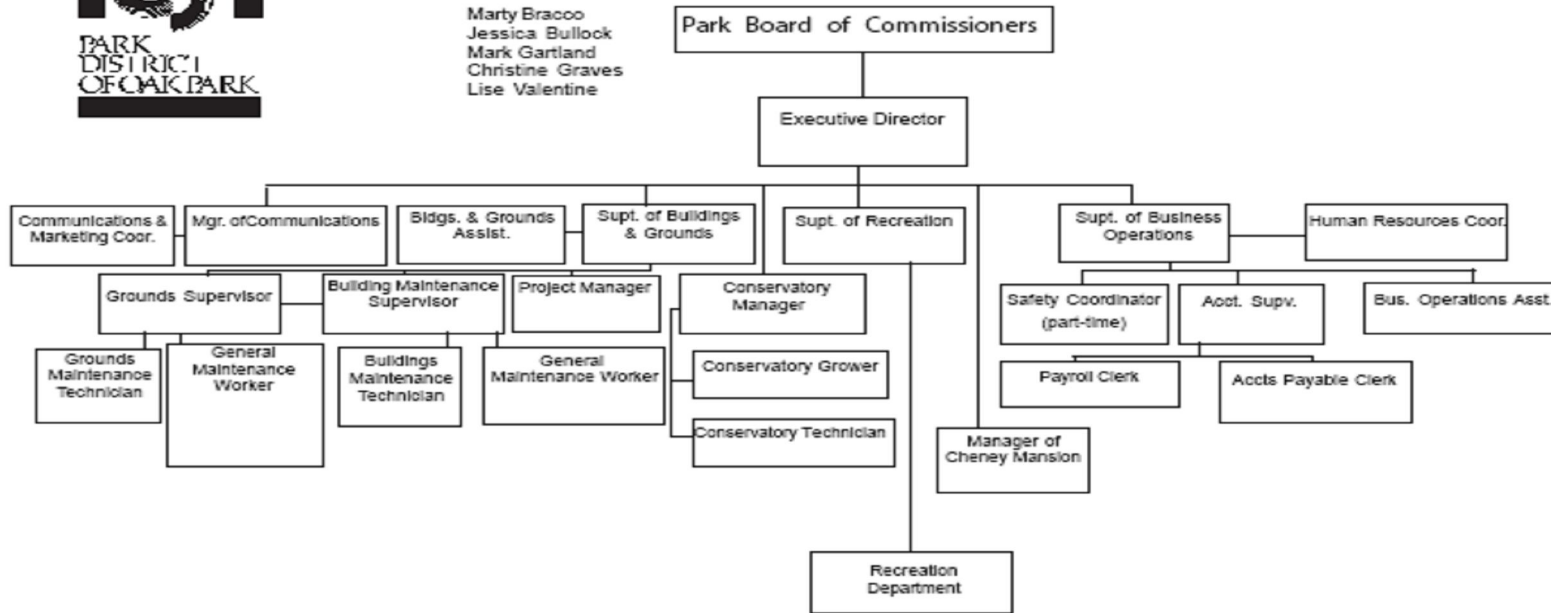 PARK
DISTRICT
OF OAK PARK
Marty Bracco
Jessica Bullock
Mark Gartland
Christine Graves
Lise Valentine
Park Board of Commissioners
Executive Director
Communications &
Marketing Coor.
Mgr. of Communications
Bldgs. & Grounds
Assist.
Supt. of Buildings
& Grounds
Supt. of Recreation
Supt. of Business
Operations
Human Resources Coor.
Grounds Supervisor
Building Maintenance
Supervisor
Project Manager
Conservatory
Manager
Safety Coordinator
(part-time)
Acct. Supv.
Bus. Operations Asst.
Grounds
Maintenance
Technician
General
Maintenance
Worker
Buildings
Maintenance
Technician
General
Maintenance Worker
Conservatory Grower
Conservatory Technician
Payroll Clerk
Accts Payable Clerk
Manager of
Cheney Mansion
Recreation
Department